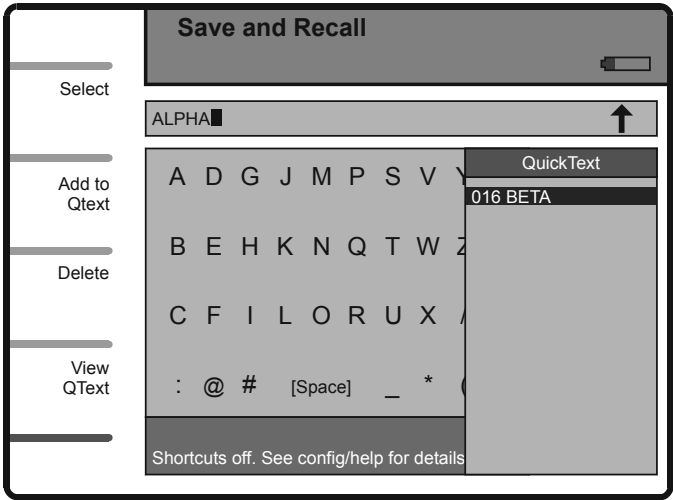 Save and Recall
Select
ALPHA
Add to
Qtext
Delete
View
QText
A D G J M P S V
B E H K N Q T W Z
C F I L O R U X /
: @ # [Space] _ * (
Shortcuts off. See config/help for details
QuickText
016 BETA